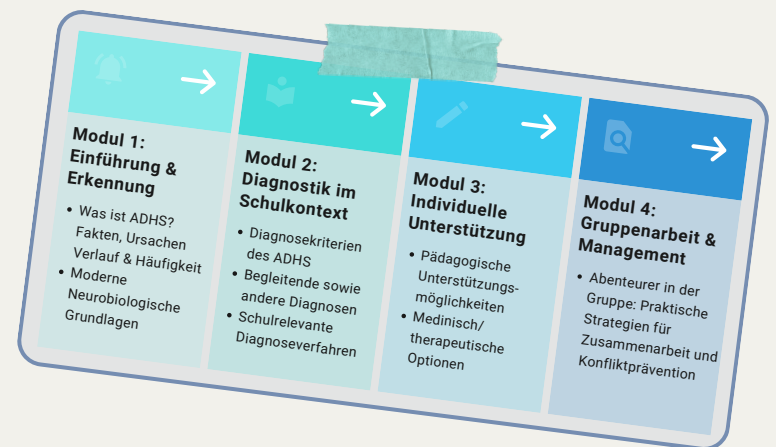 Modul 1:
Einführung &
Erkennung
• Was ist ADHS?
Fakten, Ursachen
Verlauf & Häufigkeit
• Moderne
Neurobiologische
Grundlagen
Modul 2:
Diagnostik im
Schulkontext
• Diagnosekriterien
des ADHS
• Begleitende sowie
andere Diagnosen
• Schulrelevante
Diagnoseverfahren
Modul 3:
Individuelle
Unterstützung
• Pädagogische
Unterstützungs-
möglichkeiten
• Medinisch/
therapeutische
Optionen
Modul 4:
Gruppenarbeit &
Management
• Abenteurer in der
Gruppe: Praktische
Strategien für
Zusammenarbeit und
Konfliktprävention